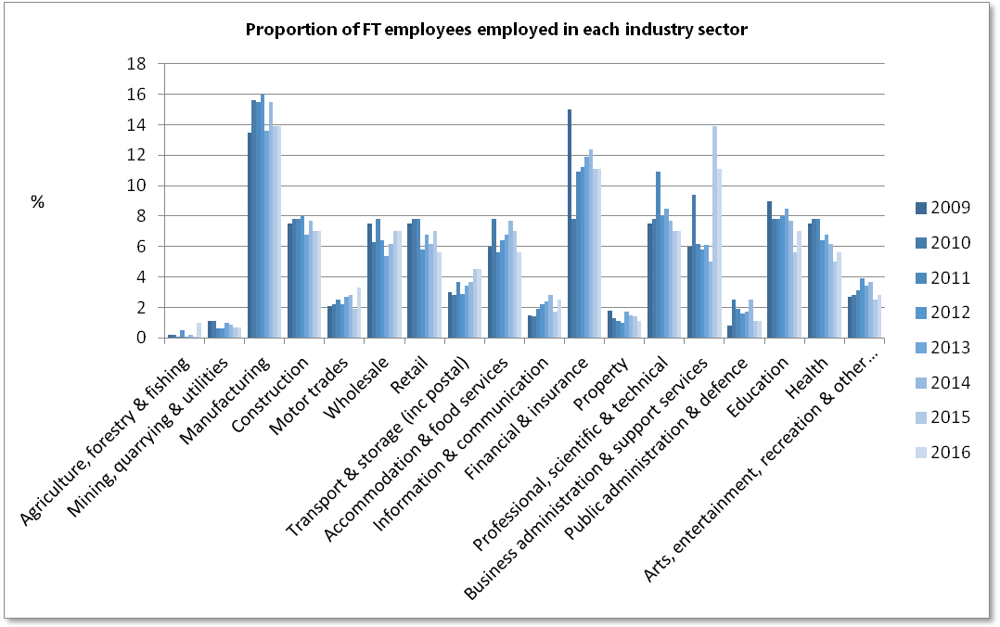 Proportion of FT employees employed in each industry sector
18
16
14
12
10
8
6
4
2
0
%
Agriculture, forestry & fishing
Mining, quarrying & utilities
Manufacturing
Construction
Motor trades
Wholesale
Retail
Transport & storage (inc postal)
Accommodation & food services
Information & communication
Financial & insurance
Property
Professional, scientific & technical
Business administration & support services
Public administration & defence
Education
Health
Arts, entertainment, recreation & other...
2009
2010
2011
2012
2013
2014
2015
2016